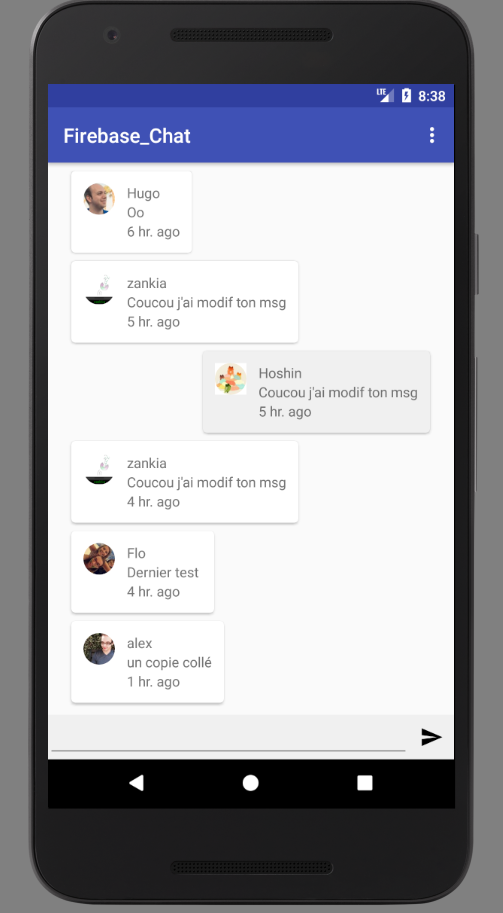 LTE 8:38
Firebase_Chat
Hugo
Oo
6 hr. ago
zankia
Coucou j'ai modif ton msg
5 hr. ago
Hoshin
Coucou j'ai modif ton msg
5 hr. ago
zankia
Coucou j'ai modif ton msg
4 hr. ago
Flo
Dernier test
4 hr. ago
alex
un copie collé
1 hr. ago